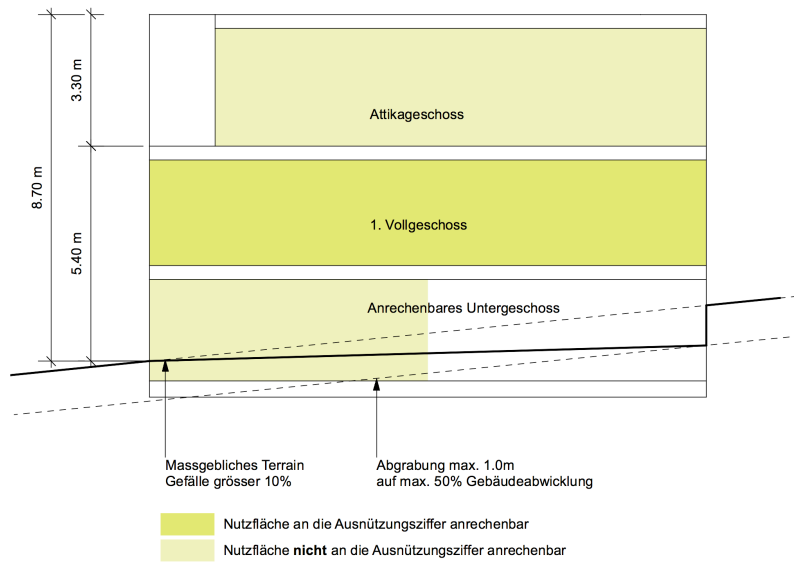 3.30 m
Attikageschoss
8.70 m
1. Vollgeschoss
5.40 m
Anrechenbares Untergeschoss
Massgebliches Terrain
Gefälle grösser 10%
Abgrabung max. 1.0m
auf max. 50% Gebäudeabwicklung
Nutzfläche an die Ausnützungsziffer anrechenbar
Nutzfläche nicht an die Ausnützungsziffer anrechenbar